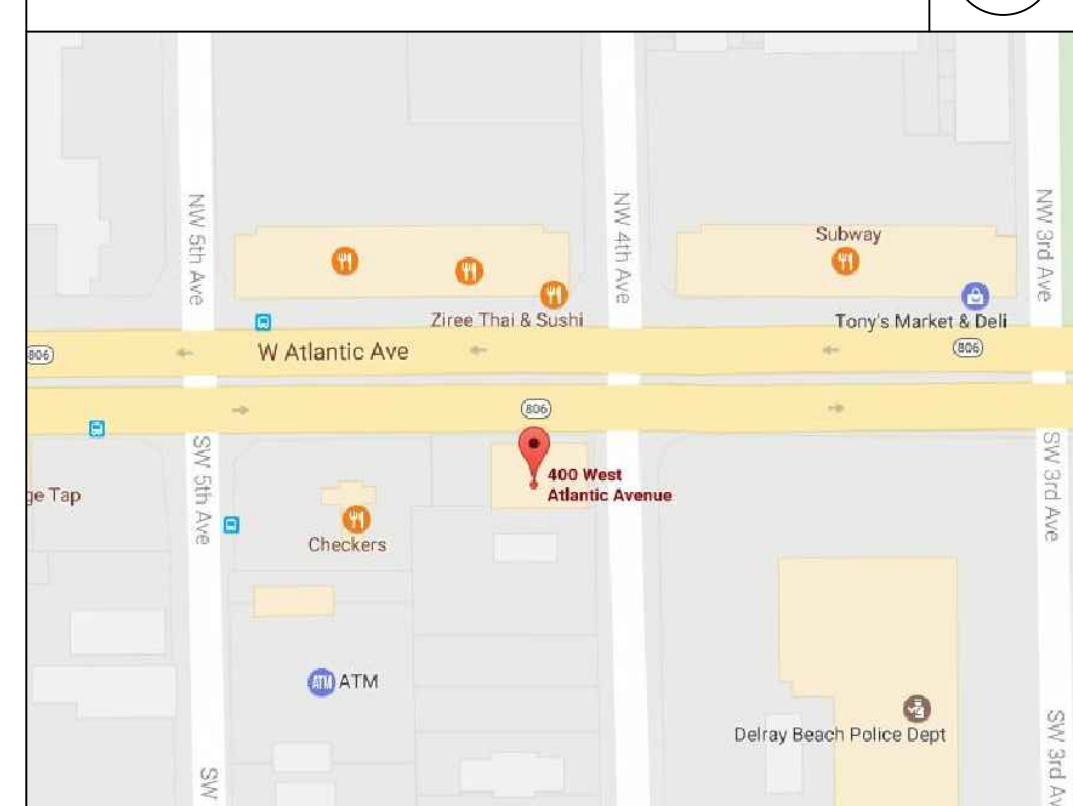 NW 5th Ave
NW 4th Ave
NW 3rd Ave
Subway
Ziree Thai & Sushi
Tony's Market & Deli
806
W Atlantic Ave
806
806
SW 5th Ave
SW 3rd Ave
ge Tap
400 West
Atlantic Avenue
Checkers
ATM ATM
Delray Beach Police Dept
SW
SW 3rd Av